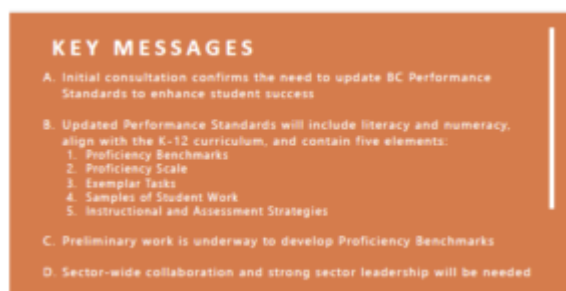 KEY MESSAGES
A. Initial consultation confirms the need to update BC Performance
Standards to enhance student success
B. Updated Performance Standards will include literacy and numeracy,
align with the K-12 curriculum, and contain five elements:
1. Proficiency Benchmarks
2. Proficiency Scale
3. Exemplar Tasks
4. Samples of Student Work
5. Instructional and Assessment Strategies
C. Preliminary work is underway to develop Proficiency Benchmarks
D. Sector-wide collaboration and strong sector leadership will be needed